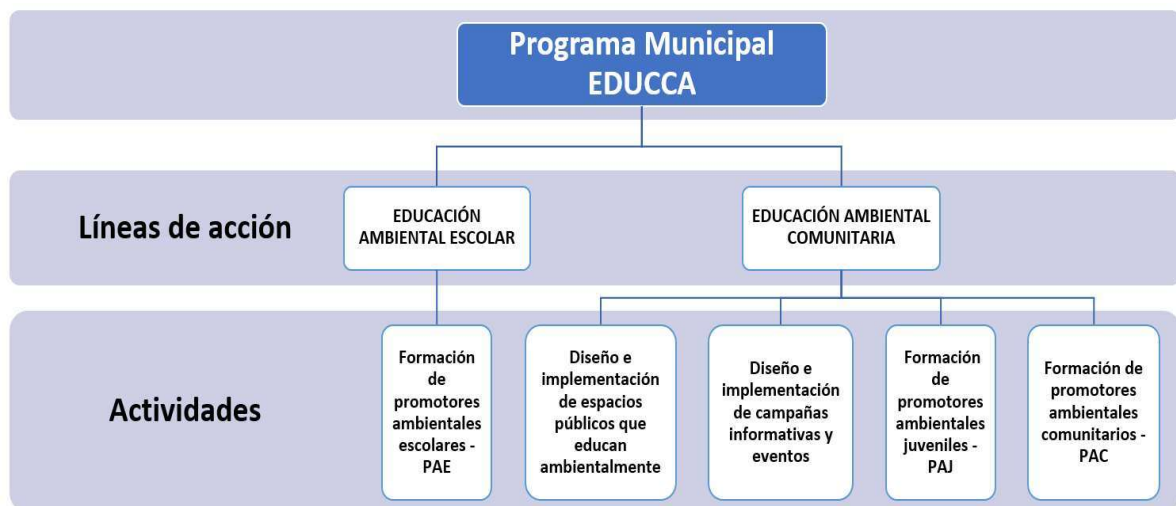 Programa Municipal
EDUCCA
Líneas de acción
EDUCACIÓN
AMBIENTAL ESCOLAR
EDUCACIÓN AMBIENTAL
COMUNITARIA
Actividades
Formación
de
promotores
ambientales
escolares -
PAE
Diseño e
implementación
de espacios
públicos que
educan
ambientalmente
Diseño e
implementación
de campañas
informativas y
eventos
Formación
de
promotores
ambientales
juveniles -
PAJ
Formación de
promotores
ambientales
comunitarios -
PAC